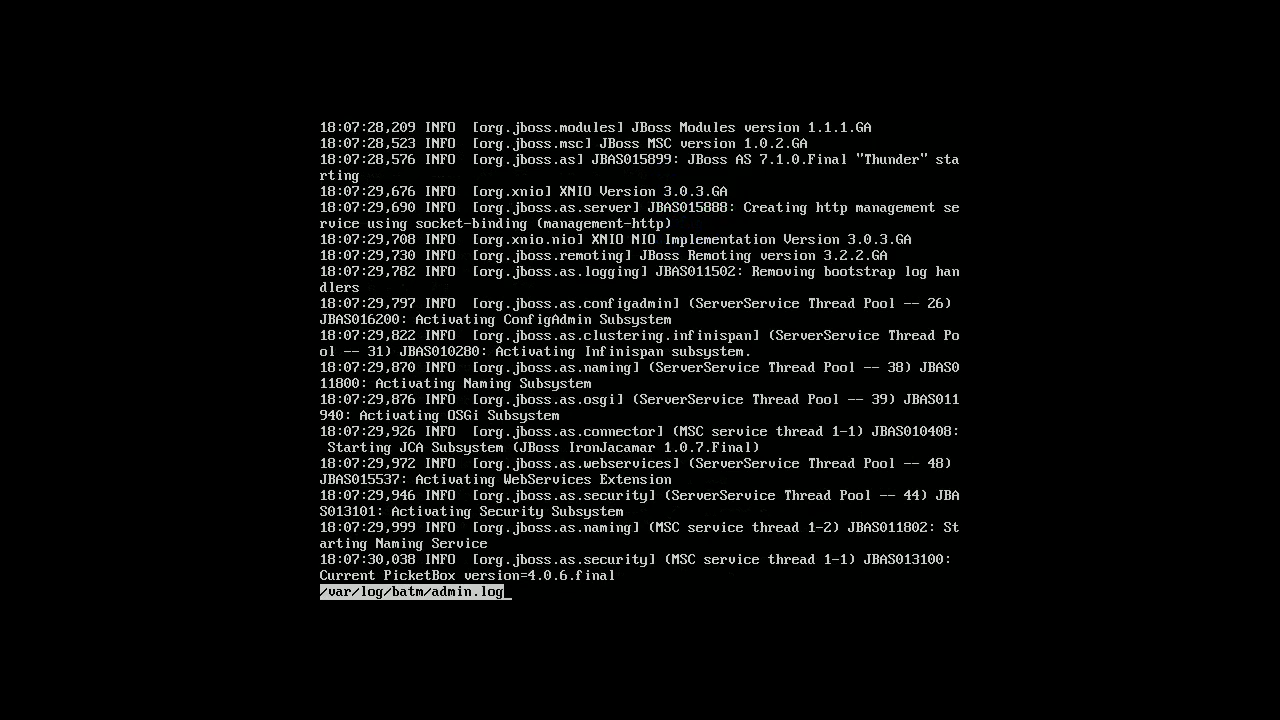 18:07:28,209 INFO  [org.jboss.modules] JBoss Modules version 1.1.1.GA
18:07:28,523 INFO  [org.jboss.msc] JBoss MSC version 1.0.2.GA
18:07:28,576 INFO  [org.jboss.as] JBAS015899: JBoss AS 7.1.0.Final "Thunder" sta
rting
18:07:29,676 INFO  [org.xnio] XNIO Version 3.0.3.GA
18:07:29,690 INFO  [org.jboss.as.server] JBAS015888: Creating http management se
rvice using socket-binding (management-http)
18:07:29,708 INFO  [org.xnio.nio] XNIO NIO Implementation Version 3.0.3.GA
18:07:29,730 INFO  [org.jboss.remoting] JBoss Remoting version 3.2.2.GA
18:07:29,782 INFO  [org.jboss.as.logging] JBAS011502: Removing bootstrap log han
dlers
18:07:29,797 INFO  [org.jboss.as.configadmin] (ServerService Thread Pool -- 26)
JBAS016200: Activating ConfigAdmin Subsystem
18:07:29,822 INFO  [org.jboss.as.clustering.infinispan] (ServerService Thread Po
ol -- 31) JBAS010280: Activating Infinispan subsystem.
18:07:29,870 INFO  [org.jboss.as.naming] (ServerService Thread Pool -- 38) JBAS0
11800: Activating Naming Subsystem
18:07:29,876 INFO  [org.jboss.as.osgi] (ServerService Thread Pool -- 39) JBAS011
940: Activating OSGi Subsystem
18:07:29,926 INFO  [org.jboss.as.connector] (MSC service thread 1-1) JBAS010408:
 Starting JCA Subsystem (JBoss IronJacamar 1.0.7.Final)
18:07:29,972 INFO  [org.jboss.as.webservices] (ServerService Thread Pool -- 48)
JBAS015537: Activating WebServices Extension
18:07:29,946 INFO  [org.jboss.as.security] (ServerService Thread Pool -- 44) JBA
S013101: Activating Security Subsystem
18:07:29,999 INFO  [org.jboss.as.naming] (MSC service thread 1-2) JBAS011802: St
arting Naming Service
18:07:30,038 INFO  [org.jboss.as.security] (MSC service thread 1-1) JBAS013100:
Current PicketBox version=4.0.6.final
/var/log/batm/admin.log